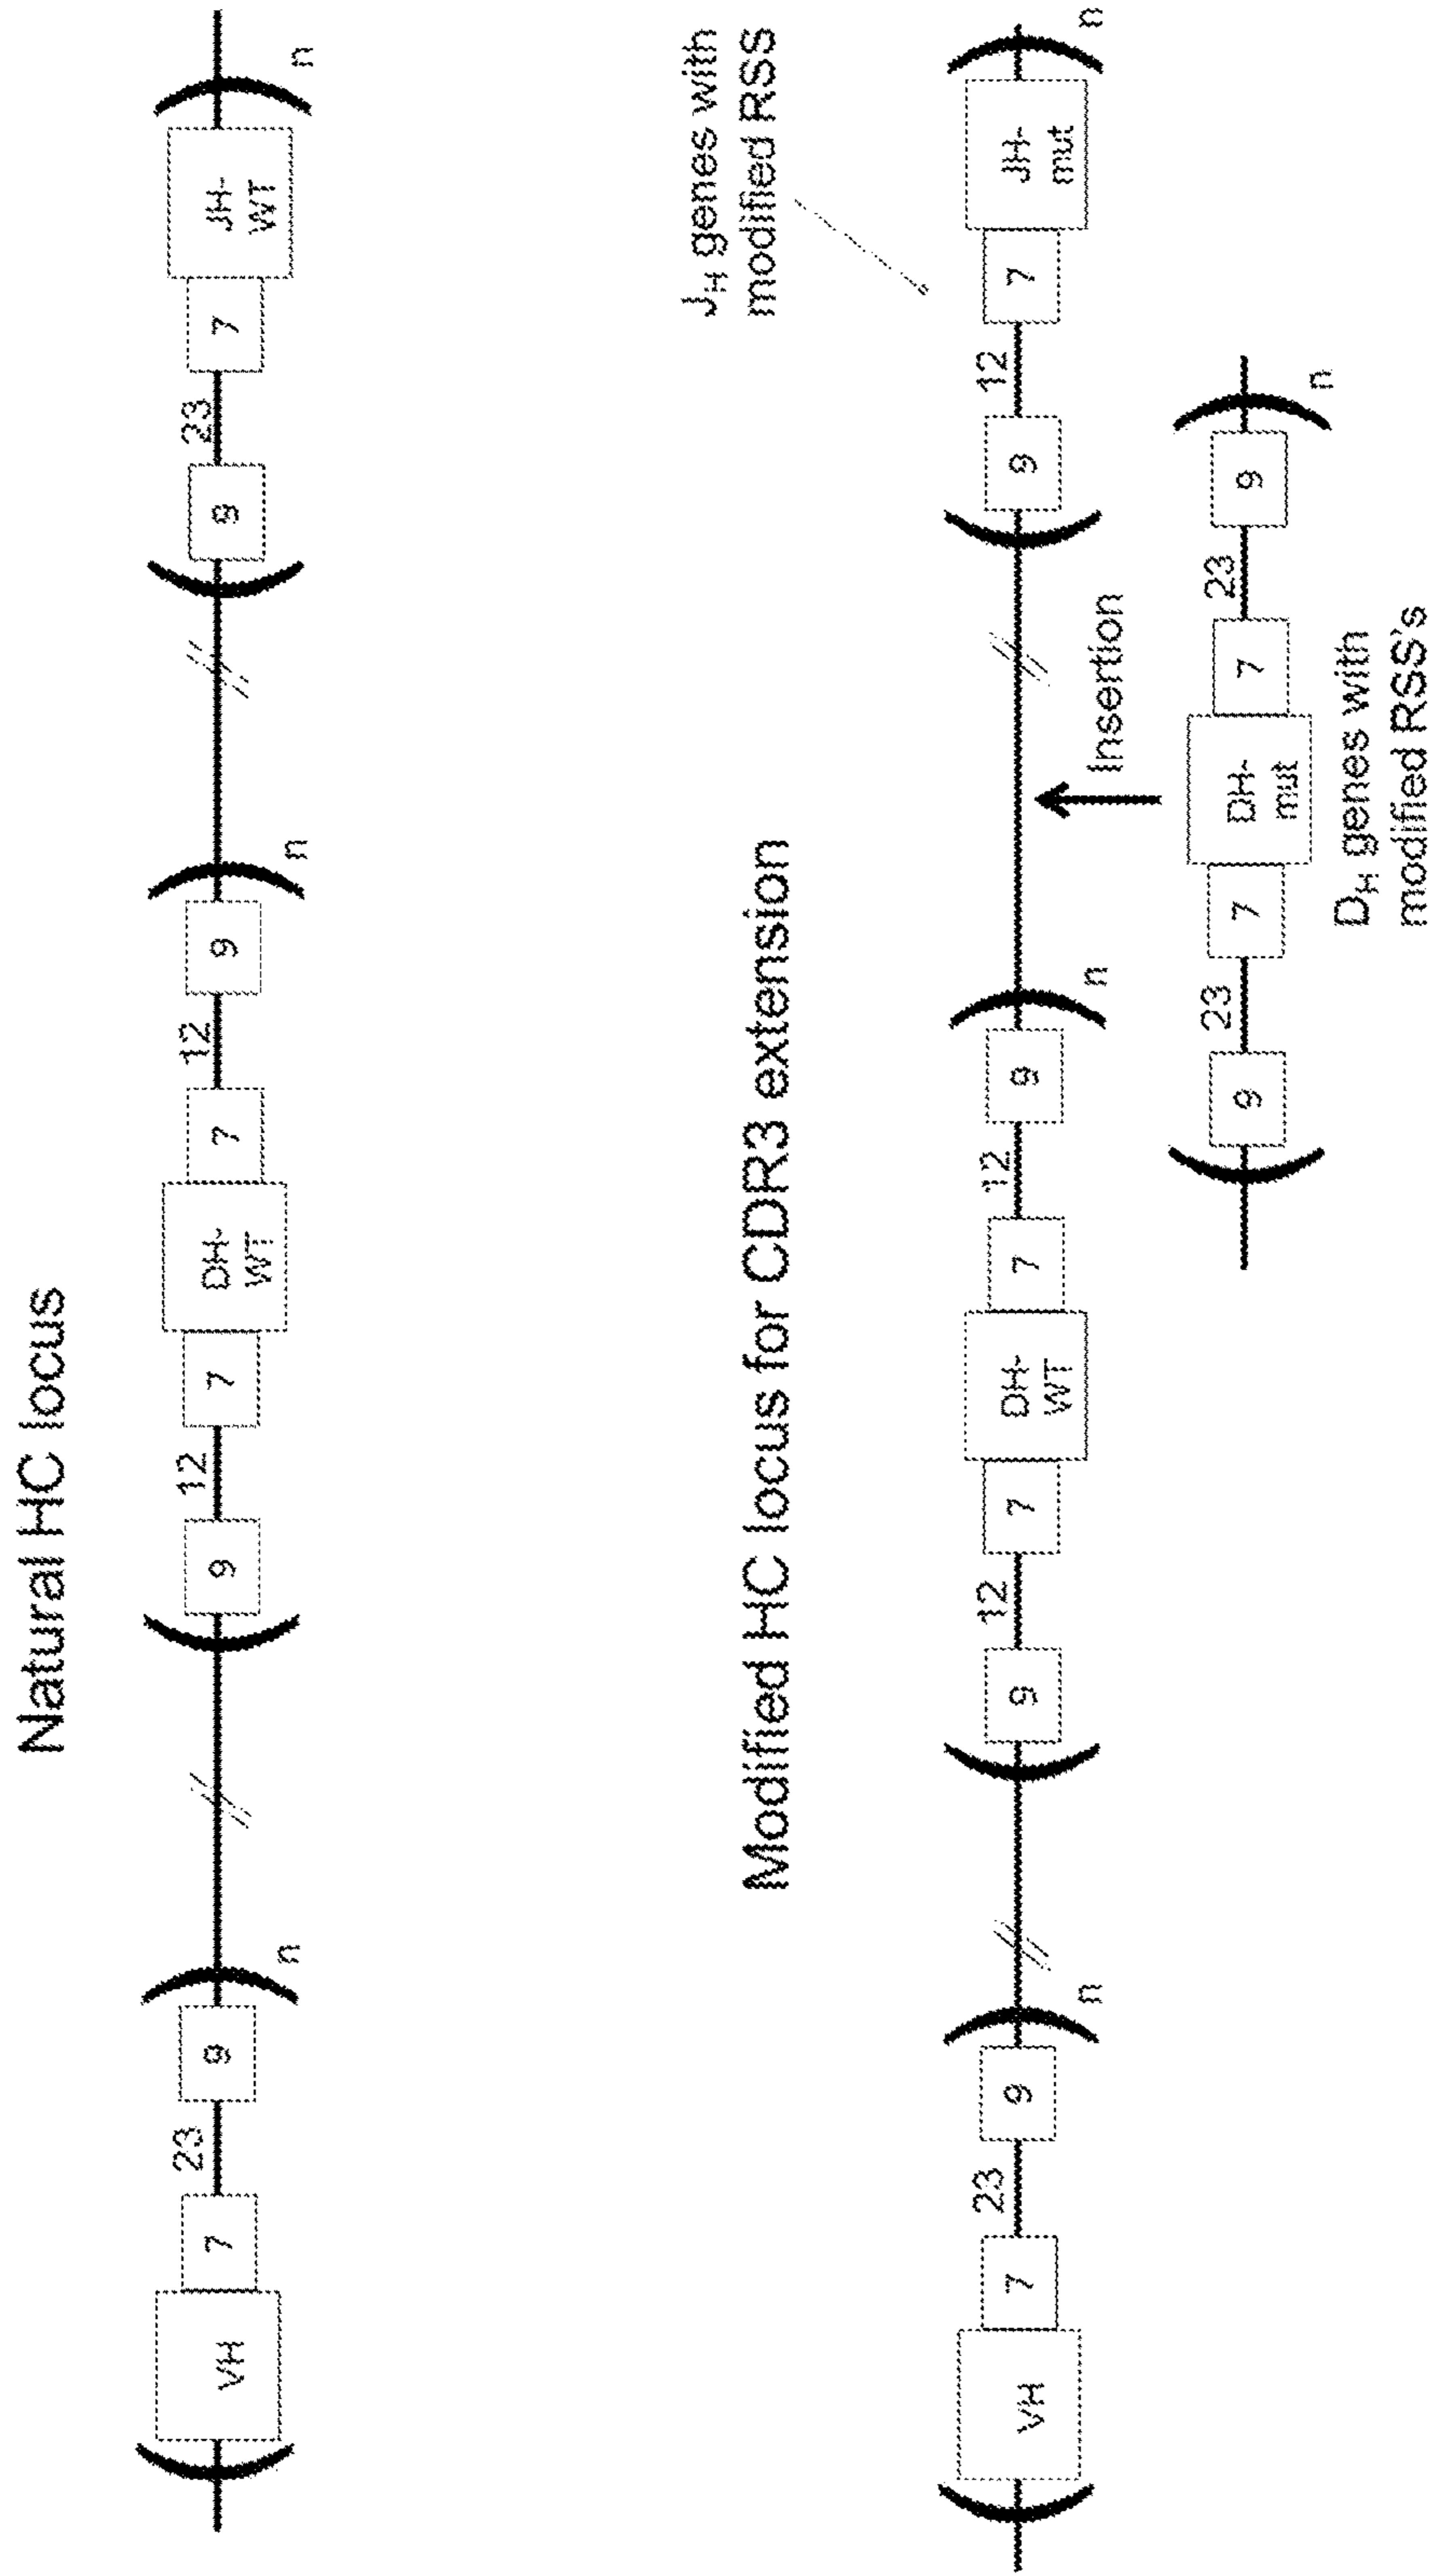 Natural HC locus
23 12 12 23
VH 7 9 9 7 DH- 7 9 9 7 JH-
WT WT
n n n
Modified HC locus for CDR3 extension
JH genes with
modified RSS
23 12 12 12
VH 7 9 9 7 DH- 7 9 9 7 JH-
WT mut
n n n
Insertion
23 23
9 7 DH- 7 9
mut
n
DH genes with
modified RSS's